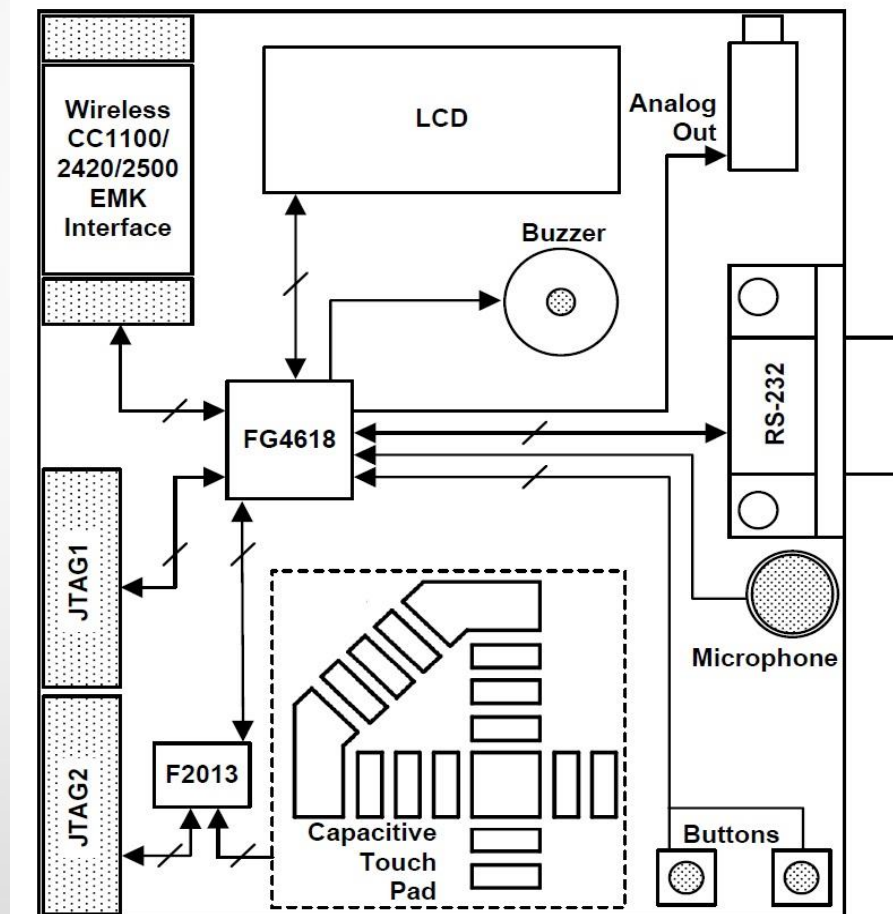 Wireless
CC1100/
2420/2500
EMK
Interface
LCD
Analog
Out
Buzzer
FG4618
RS-232
JTAG1
Microphone
F2013
JTAG2
Capacitive
Touch
Pad
Buttons